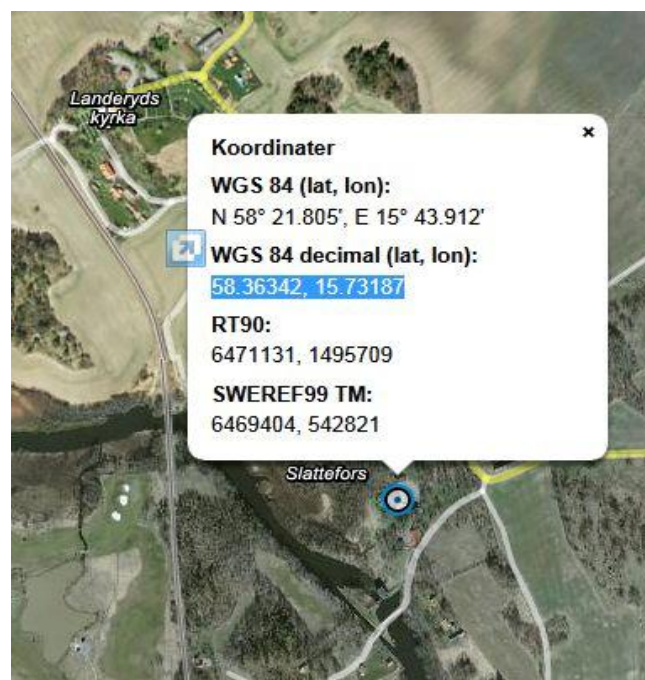 Landeryds
kyrka
Koordinater
WGS 84 (lat, lon):
N 58° 21.805', E 15° 43.912'
WGS 84 decimal (lat, lon):
58.36342, 15.73187
RT90:
6471131, 1495709
SWEREF99 TM:
6469404, 542821
Slattefors